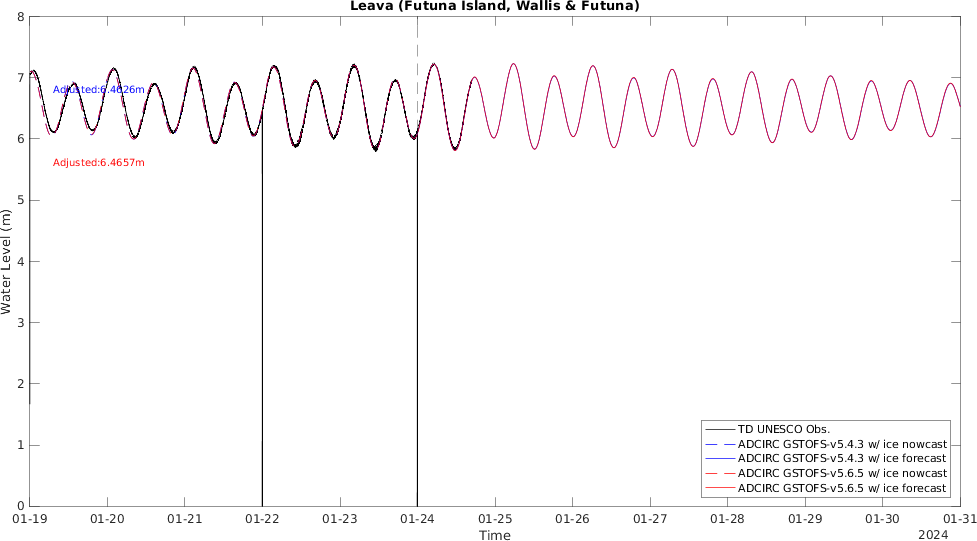 Leava (Futuna Island, Wallis & Futuna)
8
7
6
5
4
3
2
1
0
Water Level (m)
Adjusted:6.4626m
Adjusted:6.4657m
TD UNESCO Obs.
ADCIRC GSTOFS-v5.4.3 w/ ice nowcast
ADCIRC GSTOFS-v5.4.3 w/ ice forecast
ADCIRC GSTOFS-v5.6.5 w/ ice nowcast
ADCIRC GSTOFS-v5.6.5 w/ ice forecast
01-19 01-20 01-21 01-22 01-23 01-24 01-25 01-26 01-27 01-28 01-29 01-30 01-31
Time
2024